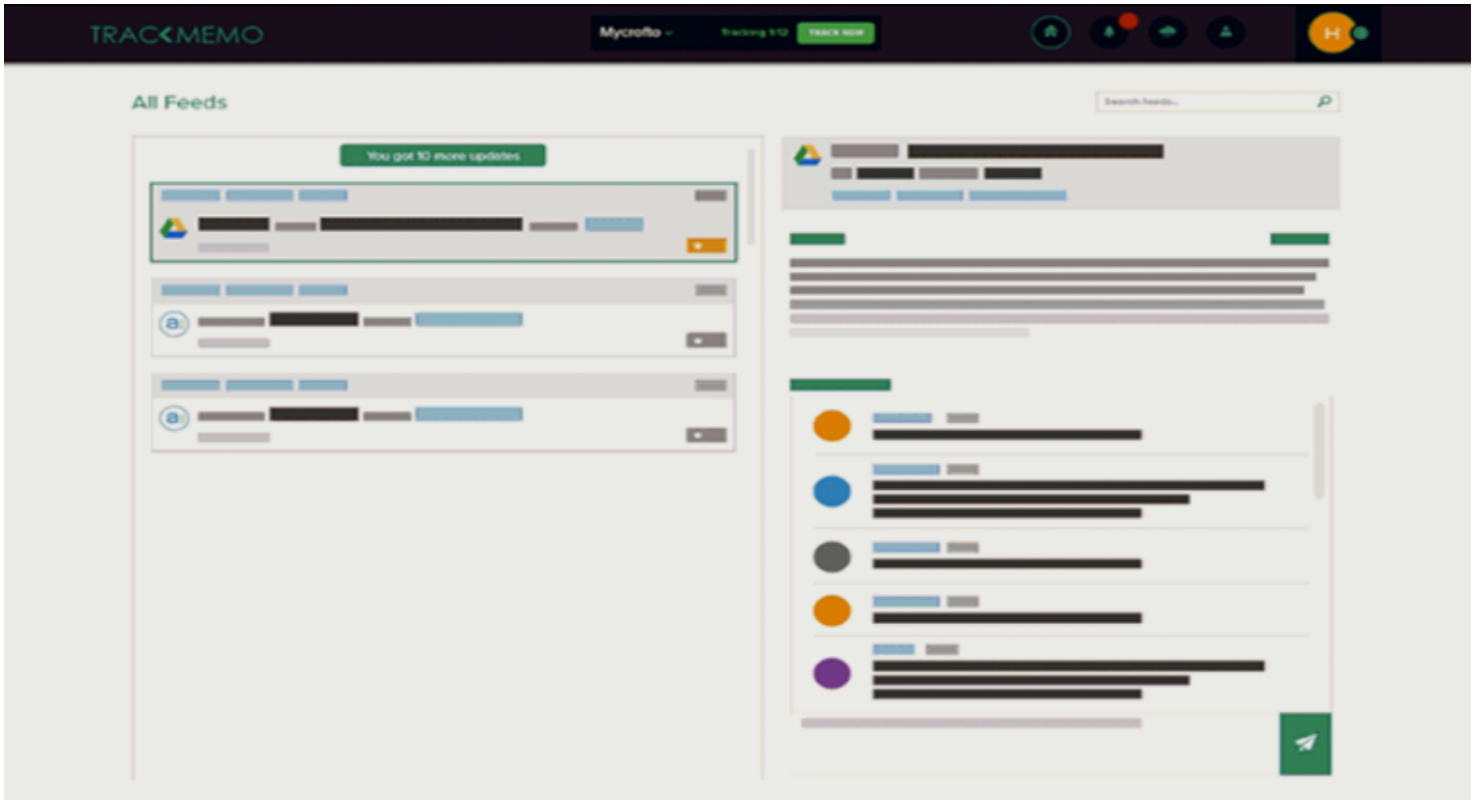 TRACKMEMO
Mycrofto
Tracking 1/12 TRACK NOW
H
All Feeds
Search feeds...
You got 10 more updates
a
a